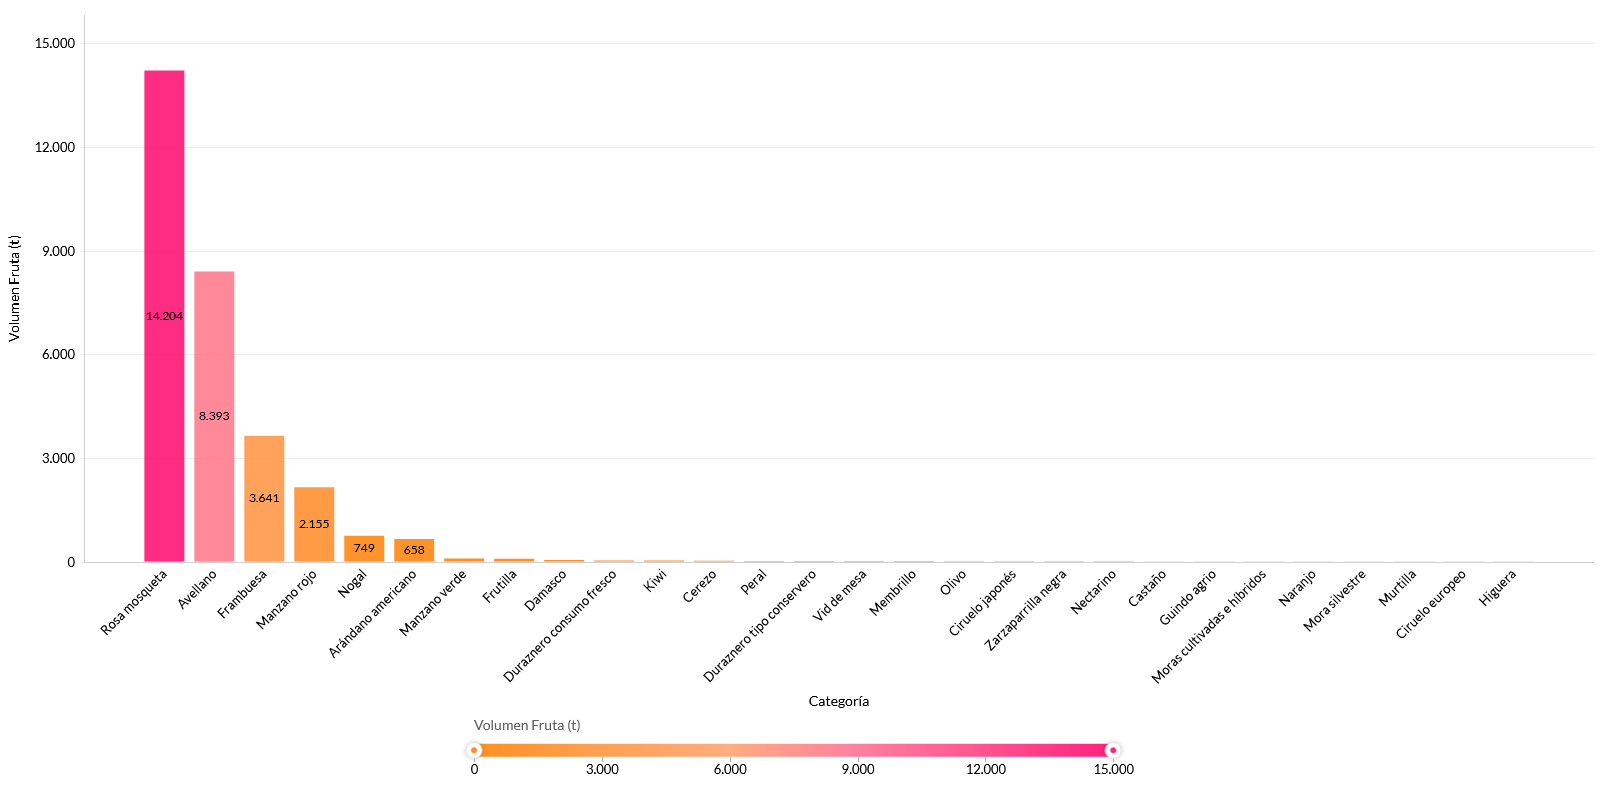 15.000
12.000
9.000
6.000
3.000
0
Volumen Fruta (t)
14.204
8.393
3.641
2.155
749
658
Rosa mosqueta
Avellano
Frambuesa
Manzano rojo
Nogal
Arándano americano
Manzano verde
Frutilla
Damasco
Duraznero consumo fresco
Kiwi
Cerezo
Peral
Duraznero tipo conservero
Vid de mesa
Membrillo
Olivo
Ciruelo japonés
Zarzaparrilla negra
Nectarino
Castaño
Guindo agrio
Moras cultivadas e híbridos
Naranjo
Mora silvestre
Murtilla
Ciruelo europeo
Higuera
Categoría
Volumen Fruta (t)
0 3.000 6.000 9.000 12.000 15.000